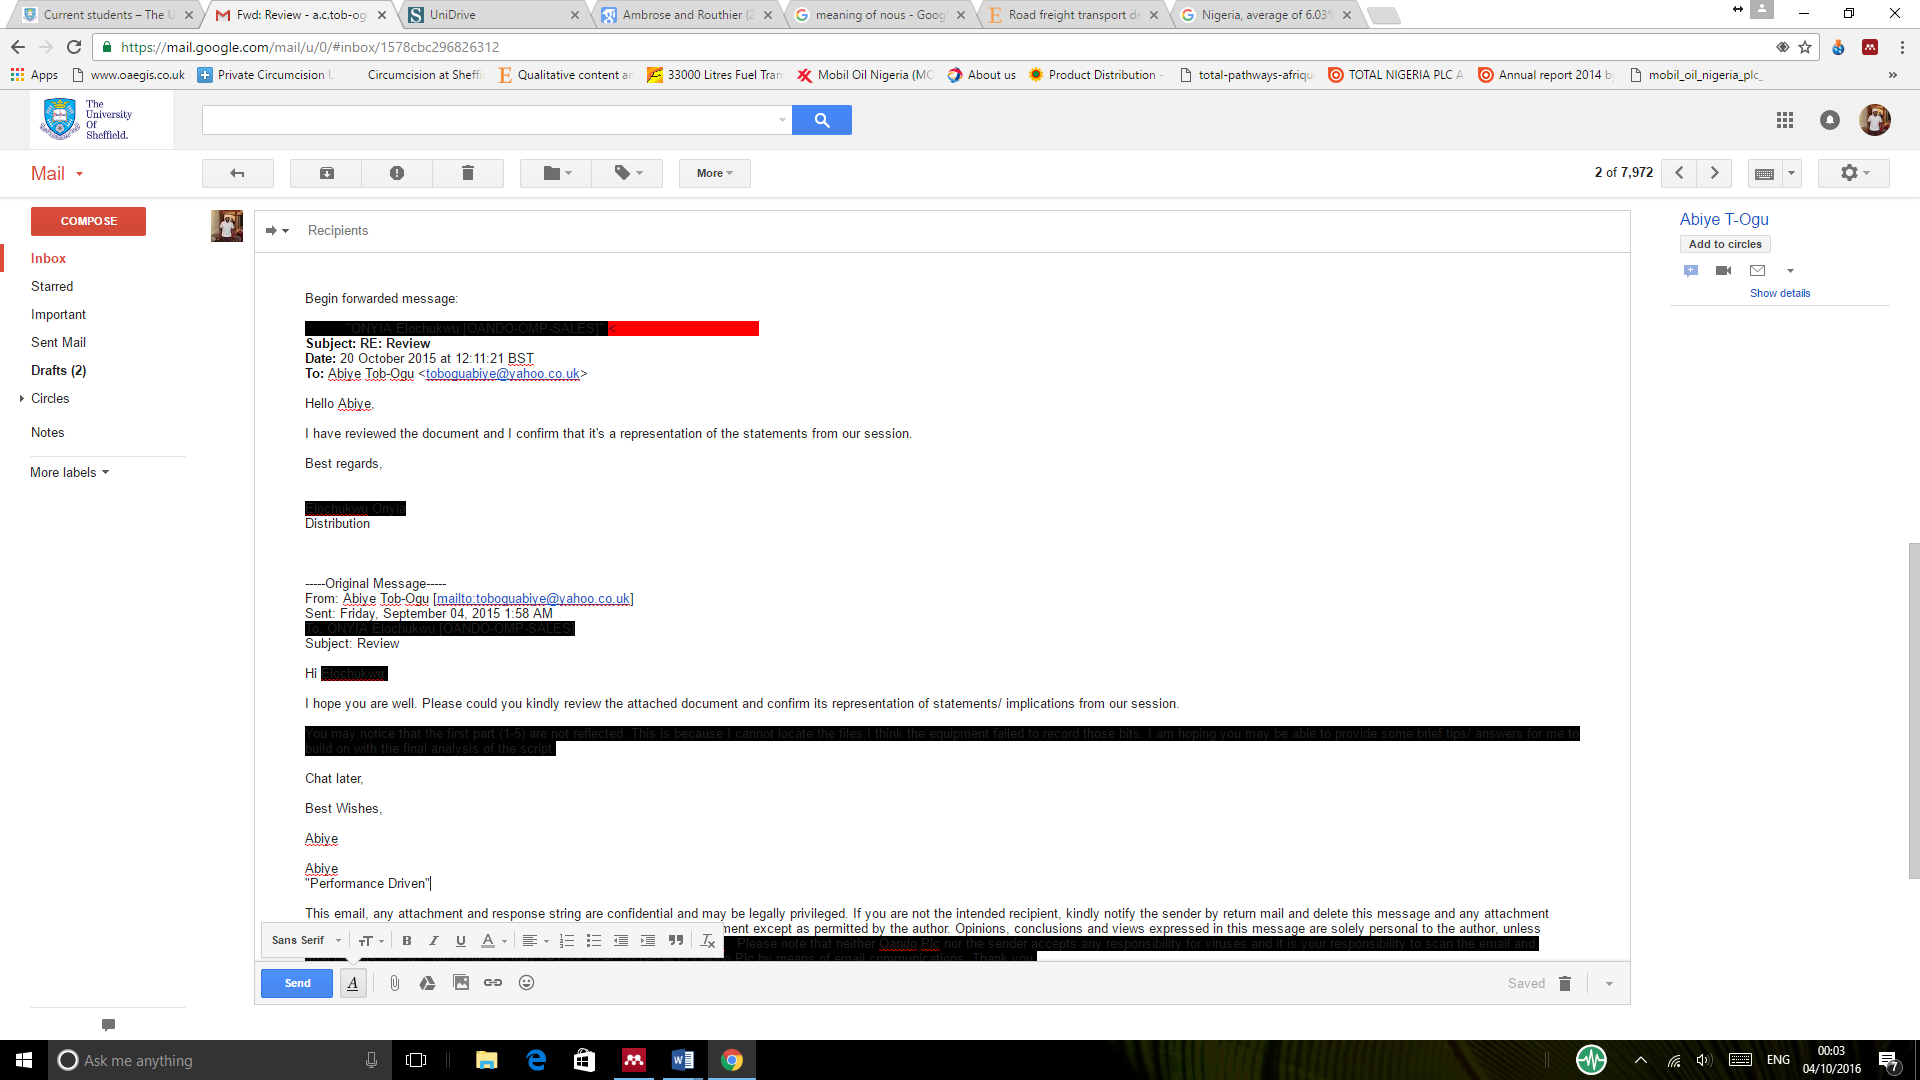 Current students – The U
Fwd: Review - a.c.tob-og
UniDrive
Ambrose and Routhier (2
meaning of nous - Goog
Road freight transport de
Nigeria, average of 6.03%
https://mail.google.com/mail/u/0/#inbox/1578cbc296826312
Apps
www.oaegis.co.uk
Private Circumcision
Circumcision at Sheffi
Qualitative content an
33000 Litres Fuel Tran
Mobil Oil Nigeria (MO
About us
Product Distribution -
total-pathways-afriqu
TOTAL NIGERIA PLC A
Annual report 2014 b
mobil_oil_nigeria_plc_
The
University
Of
Sheffield.
Mail
More
2 of 7,972
COMPOSE
Inbox
Starred
Important
Sent Mail
Drafts (2)
Circles
Notes
More labels
Recipients
Begin forwarded message:
Subject: RE: Review
Date: 20 October 2015 at 12:11:21 BST
To: Abiye Tob-Ogu <toboguabiye@yahoo.co.uk>
Hello Abiye,
I have reviewed the document and I confirm that it's a representation of the statements from our session.
Best regards,
Distribution
-----Original Message-----
From: Abiye Tob-Ogu [mailto:toboguabiye@yahoo.co.uk]
Sent: Friday, September 04, 2015 1:58 AM
Subject: Review
Hi
I hope you are well. Please could you kindly review the attached document and confirm its representation of statements/ implications from our session.
Chat later,
Best Wishes,
Abiye
Abiye
"Performance Driven"
This email, any attachment and response string are confidential and may be legally privileged. If you are not the intended recipient, kindly notify the sender by return mail and delete this message and any attachment
ment except as permitted by the author. Opinions, conclusions and views expressed in this message are solely personal to the author, unless
Sans Serif
Send
Saved
Abiye T-Ogu
Add to circles
Show details
Ask me anything
ENG
00:03
04/10/2016
7